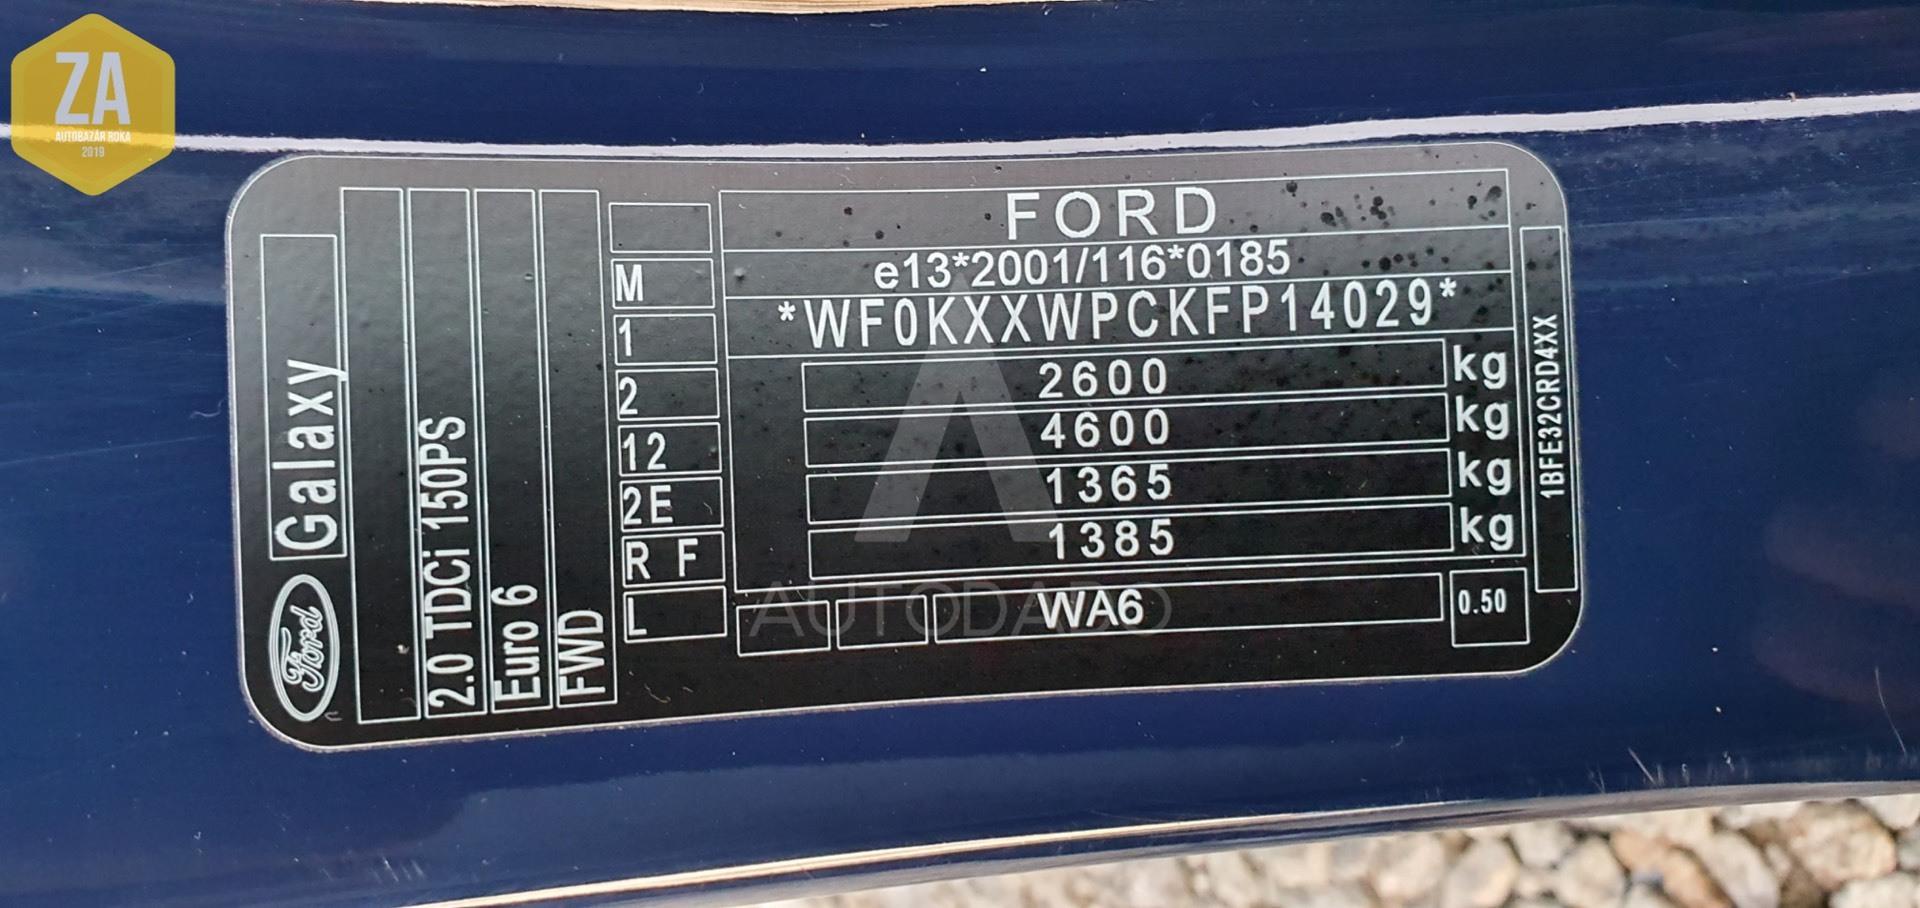 ZA
AUTOBAZÁR ROKA
2019
Ford
Galaxy
2.0 TDCi 150PS
Euro 6
FWD
M
1
2
12
2E
R F
L
FORD
e13*2001/116*0185
*WF0KXXWPCKFP14029*
2600 kg
4600 kg
1365 kg
1385 kg
WA6
0.50
1BFE32CRD4XX
AUTODADO